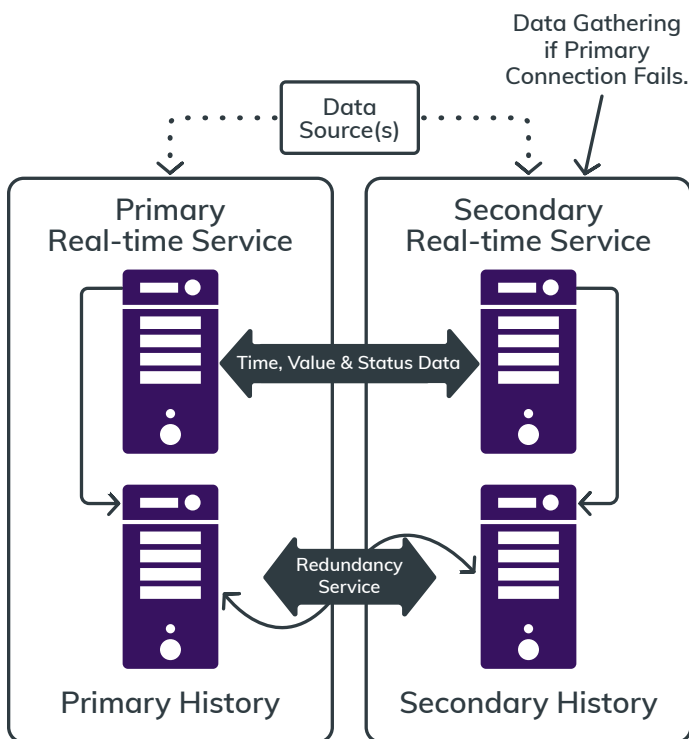 Data Gathering
if Primary
Connection Fails.
Data
Source(s)
Primary
Real-time Service
Secondary
Real-time Service
Time, Value & Status Data
Redundancy
Service
Primary History
Secondary History